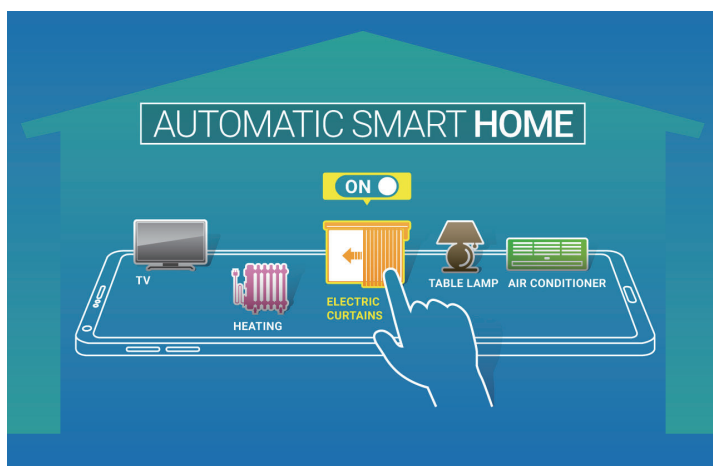 AUTOMATIC SMART HOME
ON
TV
HEATING
ELECTRIC
CURTAINS
TABLE LAMP
AIR CONDITIONER